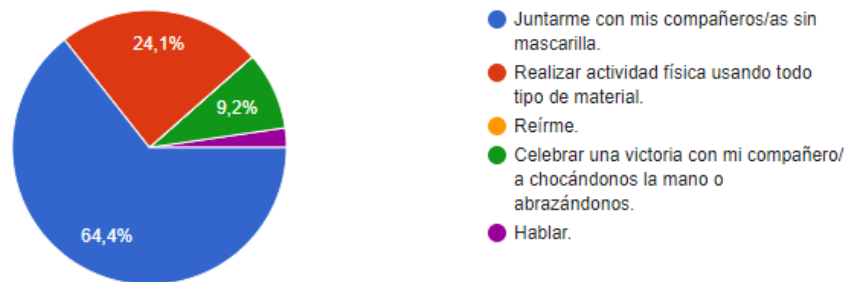 24,1%
9,2%
64,4%
Juntarme con mis compañeros/as sin
mascarilla.
Realizar actividad física usando todo
tipo de material.
Reírme.
Celebrar una victoria con mi compañero/
a chocándonos la mano o
abrazándonos.
Hablar.